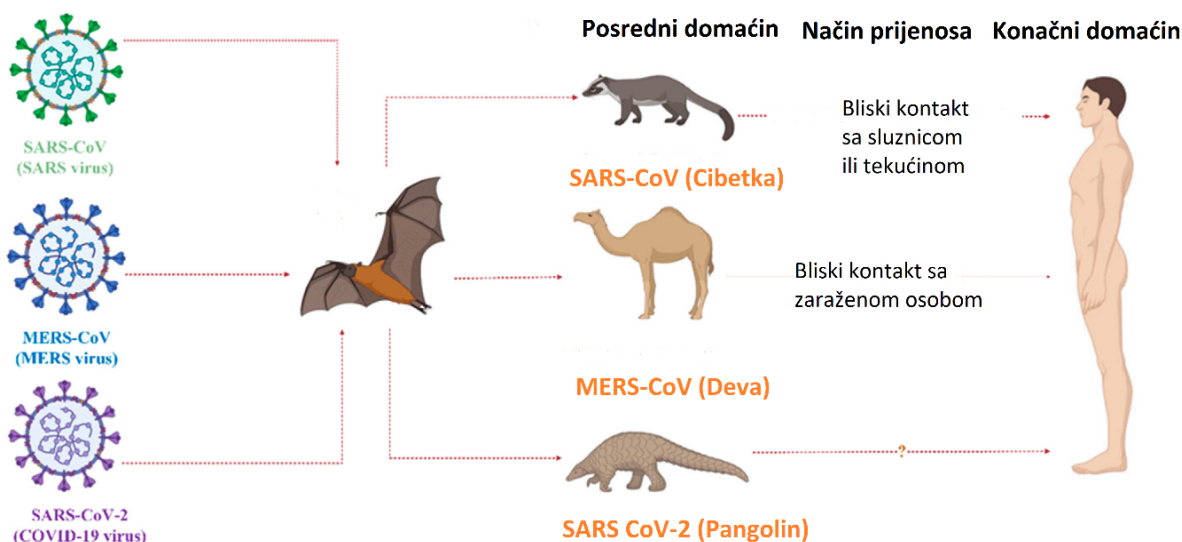 Posredni domaćin
Način prijenosa
Konačni domaćin
SARS-CoV
(SARS virus)
SARS-CoV (Cibetka)
Bliski kontakt
sa sluznicom
ili tekućinom
MERS-CoV
(MERS virus)
MERS-CoV (Deva)
Bliski kontakt sa
zaraženom osobom
SARS-CoV-2
(COVID-19 virus)
SARS CoV-2 (Pangolin)
?